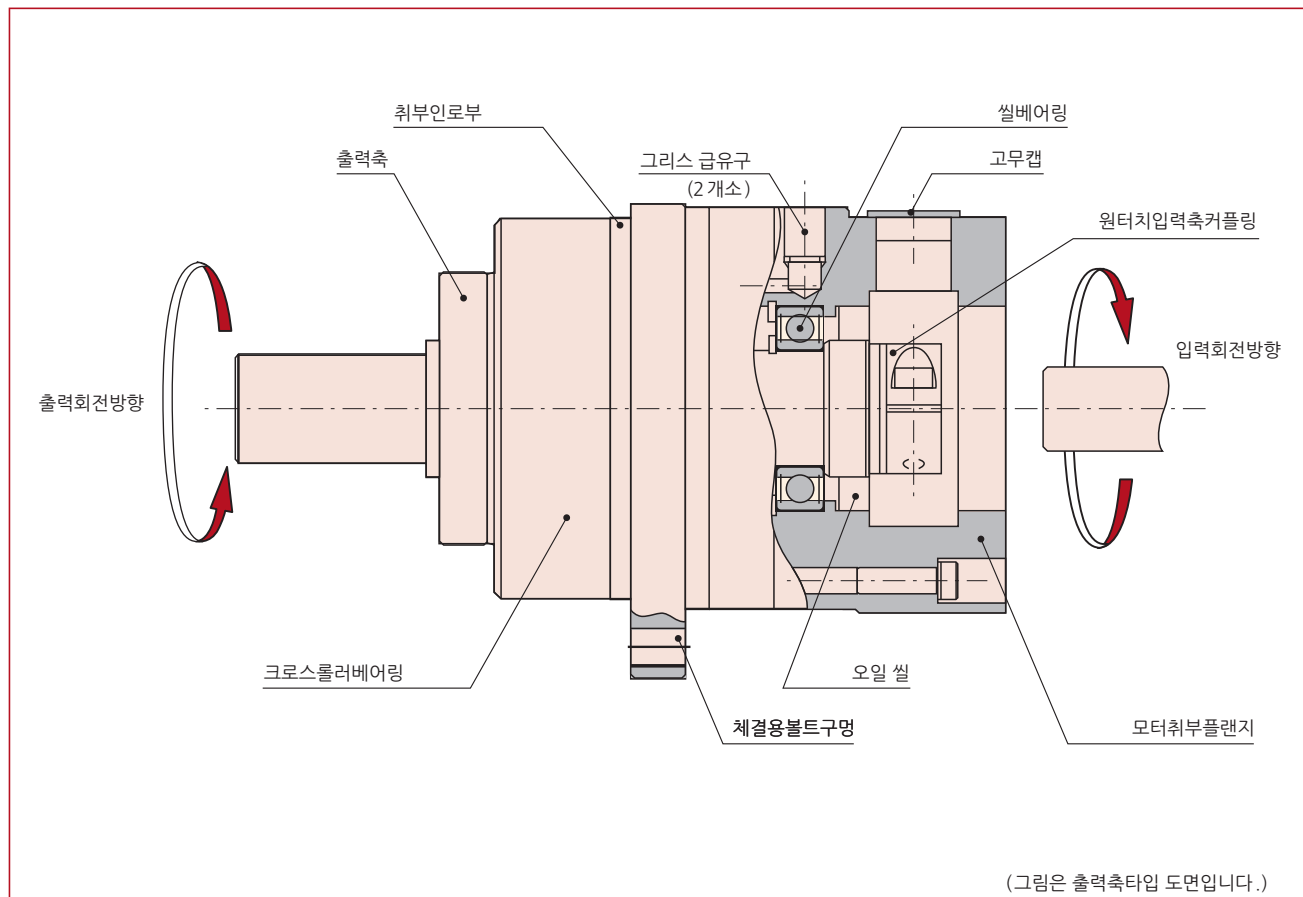 취부인로부
씰베어링
출력축
그리스 급유구
(2개소)
고무캡
원터치입력축커플링
입력회전방향
출력회전방향
크로스롤러베어링
오일 씰
체결용볼트구멍
모터취부플랜지
(그림은 출력축타입 도면입니다.)